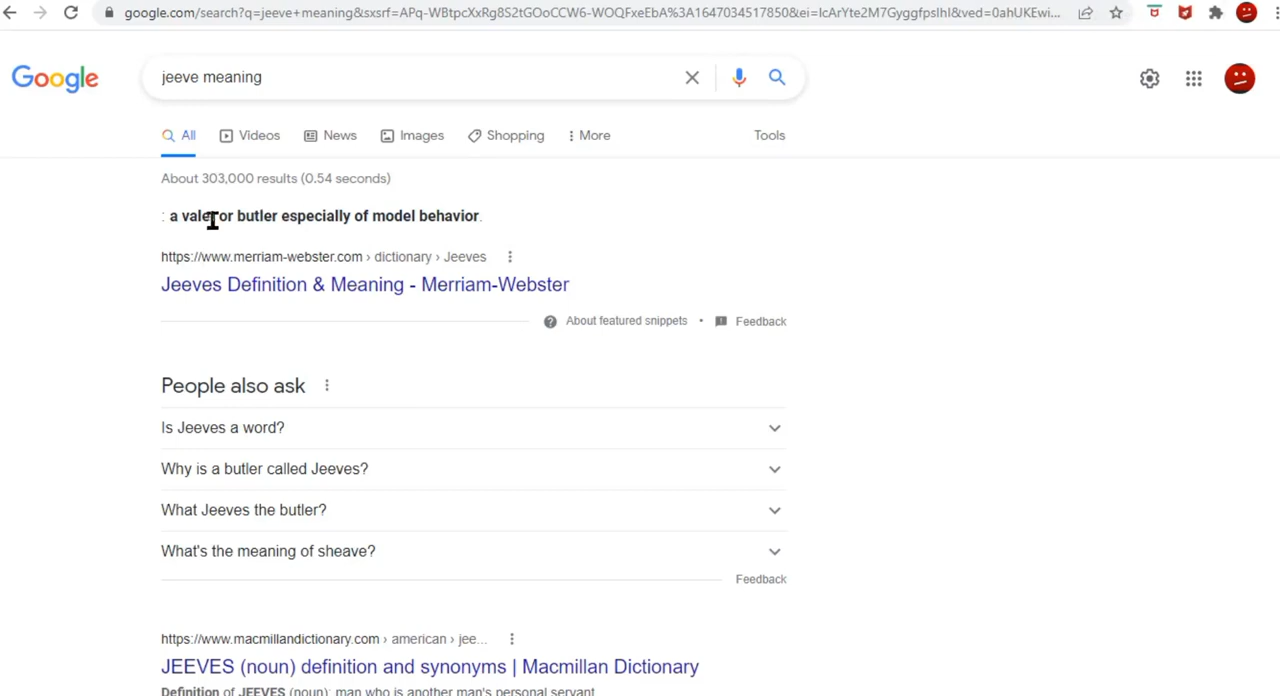 google.com/search?q=jeeve+meaning&sxsrf=APq-WBtpcXxRg8S2tGOoCCW6-WOQFxeEbA%3A1647034517850&ei=IcArYte2M7GyggfpslhI&ved=0ahUKEwi...
Google
jeeve meaning
All Videos News Images Shopping More Tools
About 303,000 results (0.54 seconds)
: a valet or butler especially of model behavior.
https://www.merriam-webster.com › dictionary › Jeeves
Jeeves Definition & Meaning - Merriam-Webster
About featured snippets • Feedback
People also ask
Is Jeeves a word?
Why is a butler called Jeeves?
What Jeeves the butler?
What's the meaning of sheave?
Feedback
https://www.macmillandictionary.com › american › jee...
JEEVES (noun) definition and synonyms | Macmillan Dictionary
Definition of JEEVES (noun): man who is another man's personal servant